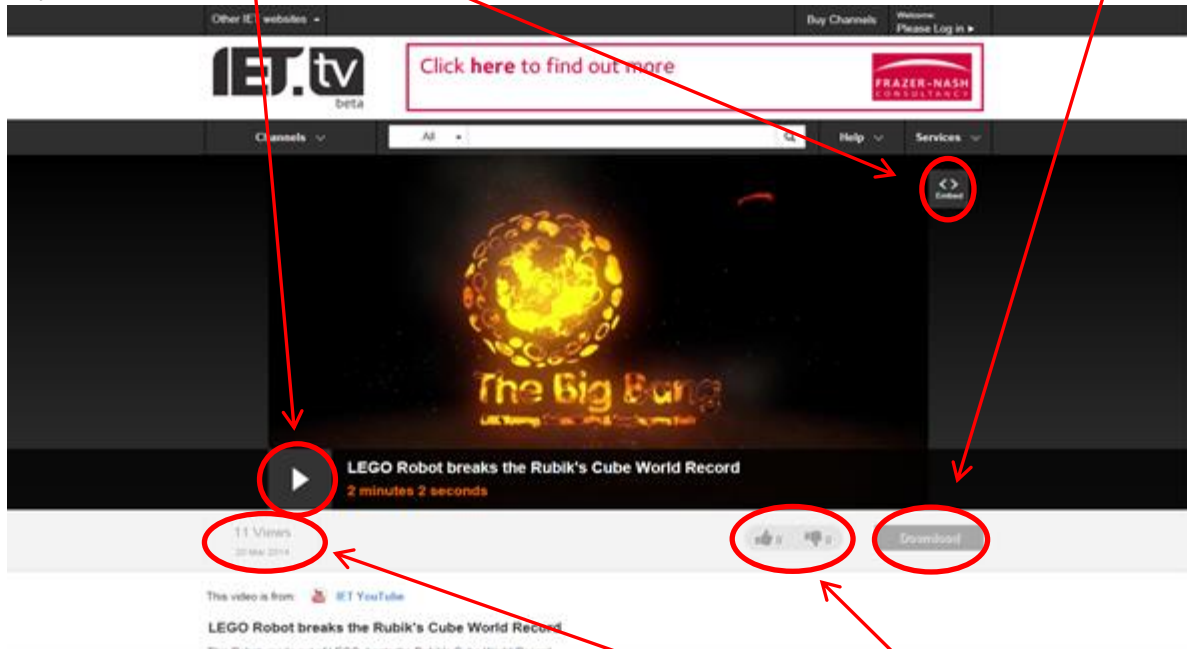 Other IET websites
Buy Channels
Welcome:
Please Log in
IET.tv
beta
Click here to find out more
FRAZER-NASH
CONSULTANCY
Channels
All
Help
Services
Embed
The Big Bang
LEGO Robot breaks the Rubik's Cube World Record
2 minutes 2 seconds
11 Views
20 Mar 2014
0 0
Download
This video is from: IET YouTube
LEGO Robot breaks the Rubik's Cube World Record